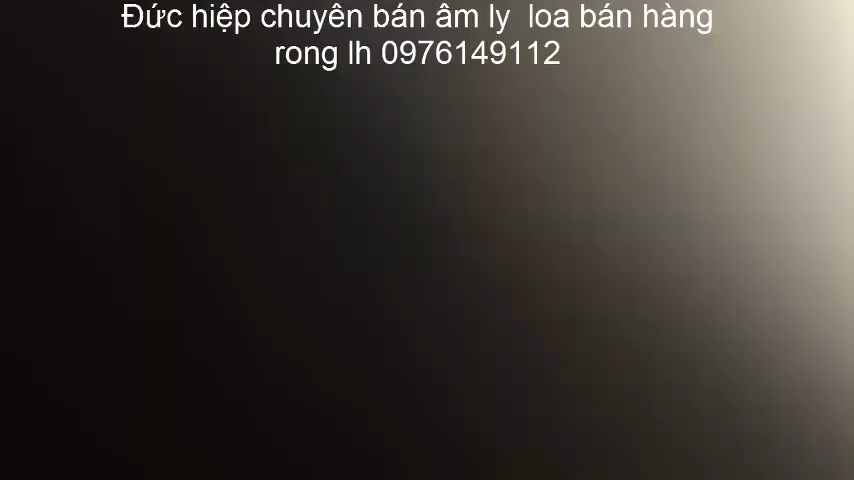 Đức hiệp chuyên bán âm ly  loa bán hàng
rong lh 0976149112